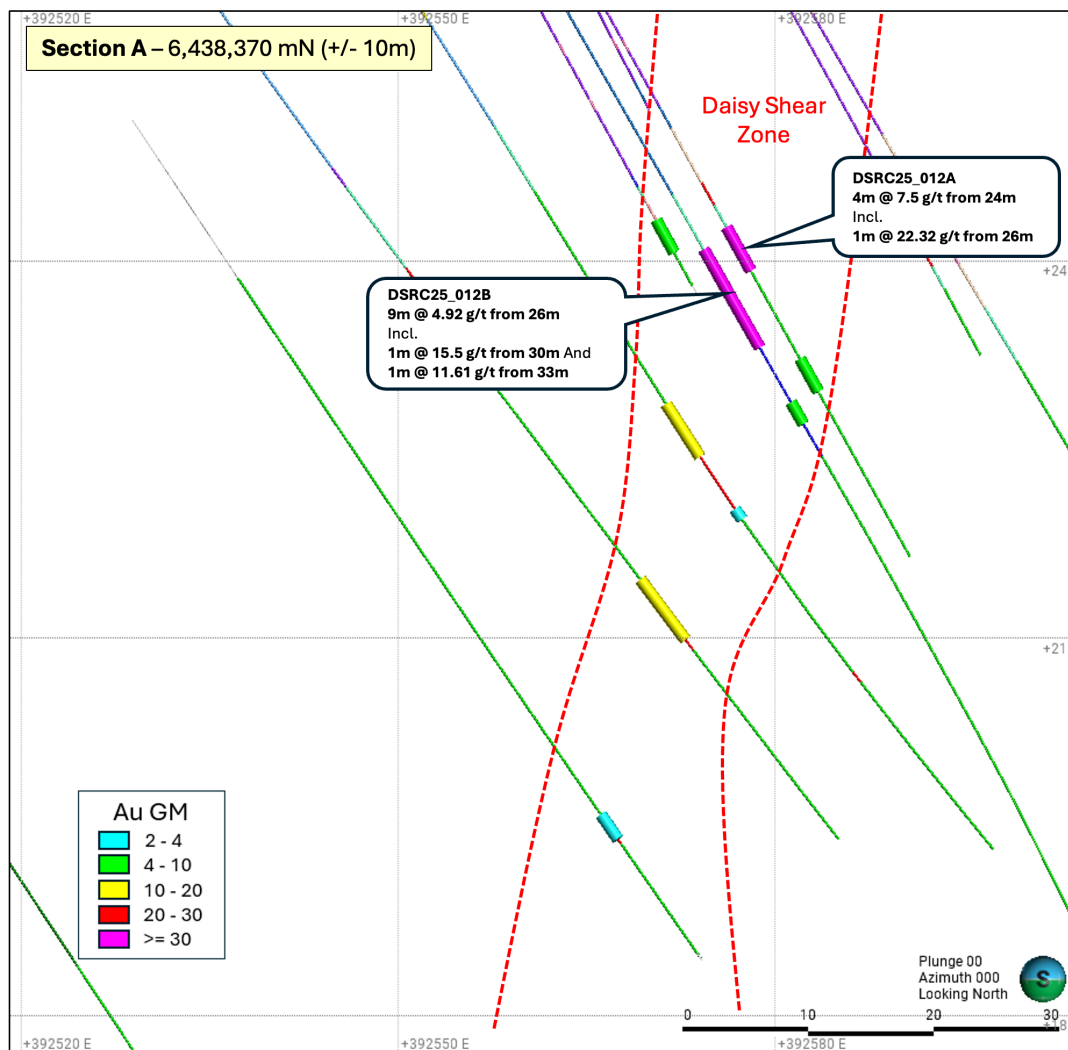 +392520 E
+392550 E
+392580 E
Section A – 6,438,370 mN (+/- 10m)
Daisy Shear
Zone
DSRC25_012A
4m @ 7.5 g/t from 24m
Incl.
1m @ 22.32 g/t from 26m
+24
DSRC25_012B
9m @ 4.92 g/t from 26m
Incl.
1m @ 15.5 g/t from 30m And
1m @ 11.61 g/t from 33m
+21
Au GM
2 - 4
4 - 10
10 - 20
20 - 30
>= 30
Plunge 00
Azimuth 000
Looking North
S
0 10 20 30
+18
+392520 E
+392550 E
+392580 E